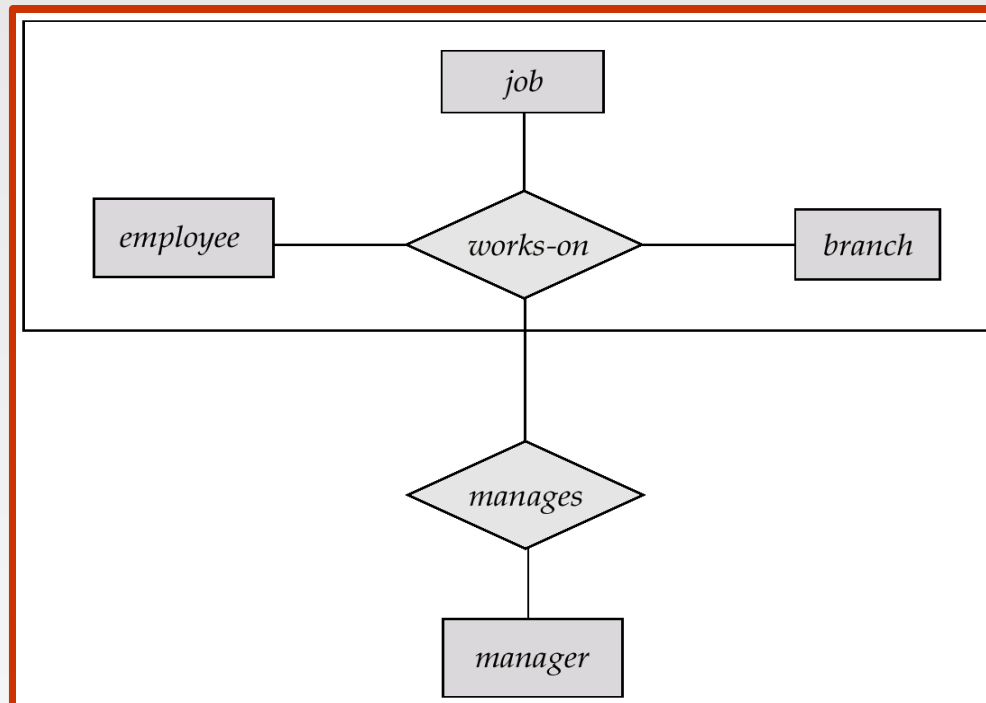 job
employee
works-on
branch
manages
manager